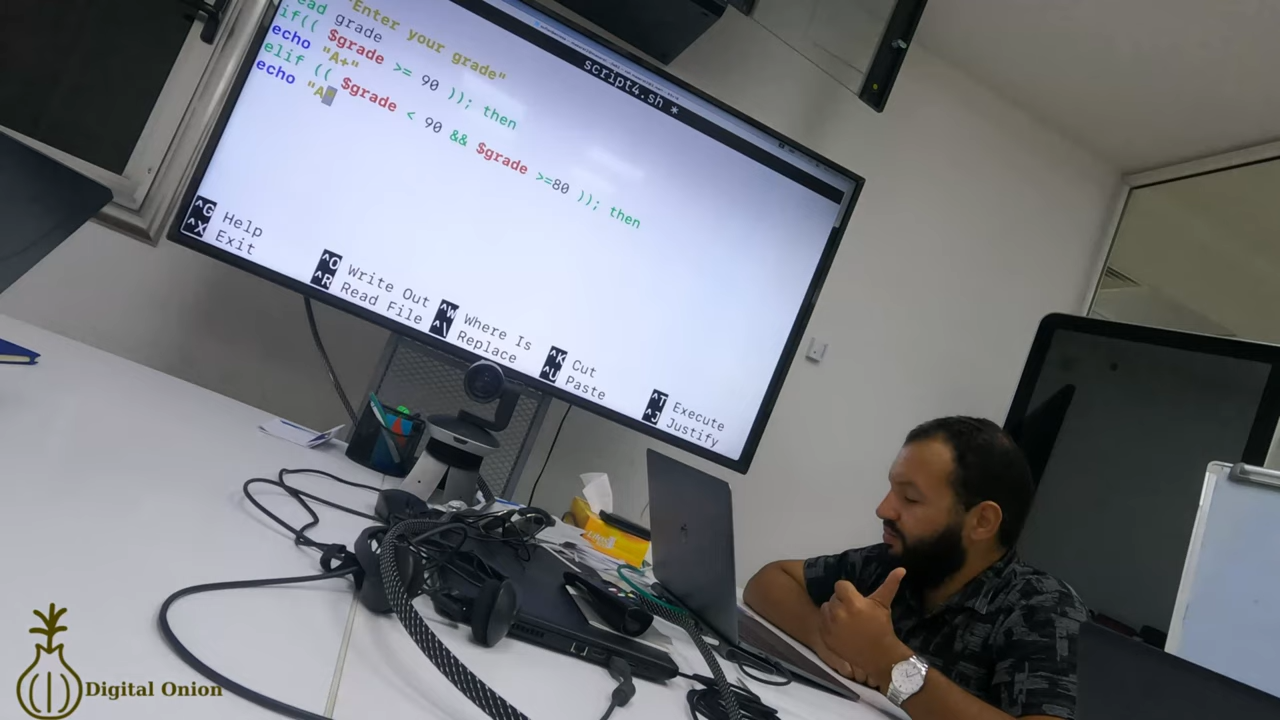 script4.sh *
ead "Enter your grade"
read grade
if(( $grade >= 90 )); then
echo "A+"
elif (( $grade < 90 && $grade >=80 )); then
echo "A"
^G Help
^O Write Out
^W Where Is
^K Cut
^T Execute
^X Exit
^R Read File
^\ Replace
^U Paste
^J Justify
Digital Onion